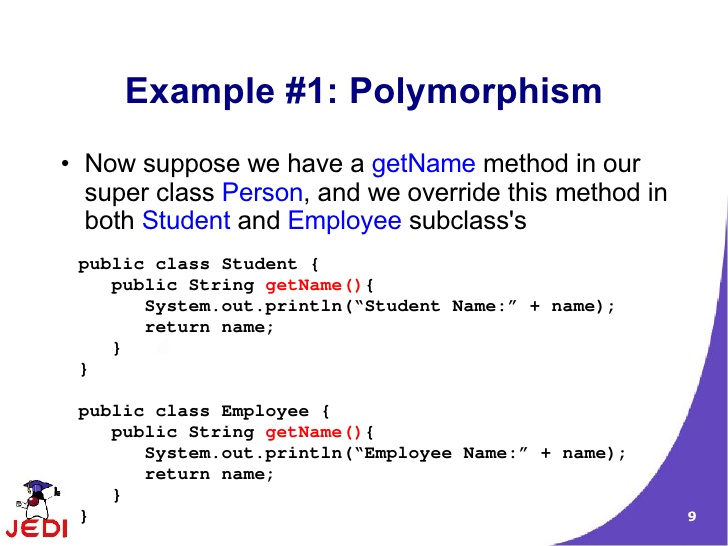 Example #1: Polymorphism
• Now suppose we have a getName method in our
super class Person, and we override this method in
both Student and Employee subclass's
public class Student {
   public String getName(){
      System.out.println(“Student Name:” + name);
      return name;
   }
}
public class Employee {
   public String getName(){
      System.out.println(“Employee Name:” + name);
      return name;
   }
}
JEDI
9